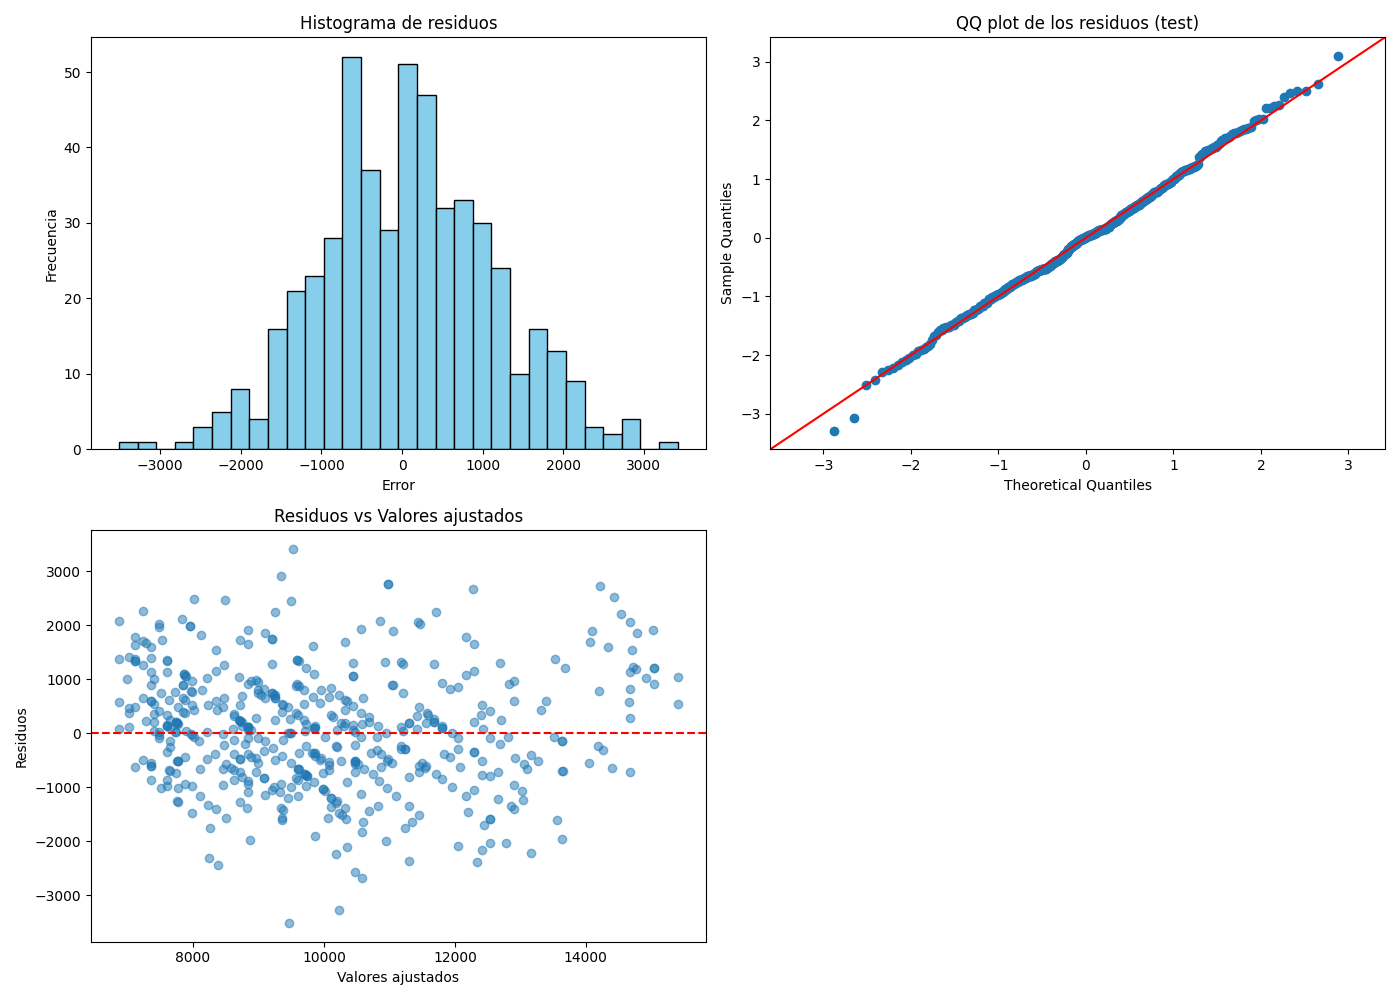 Histograma de residuos
50
40
30
20
10
0
Frecuencia
−3000 −2000 −1000 0 1000 2000 3000
Error
QQ plot de los residuos (test)
3
2
1
0
−1
−2
−3
Sample Quantiles
−3 −2 −1 0 1 2 3
Theoretical Quantiles
Residuos vs Valores ajustados
3000
2000
1000
0
−1000
−2000
−3000
Residuos
8000 10000 12000 14000
Valores ajustados